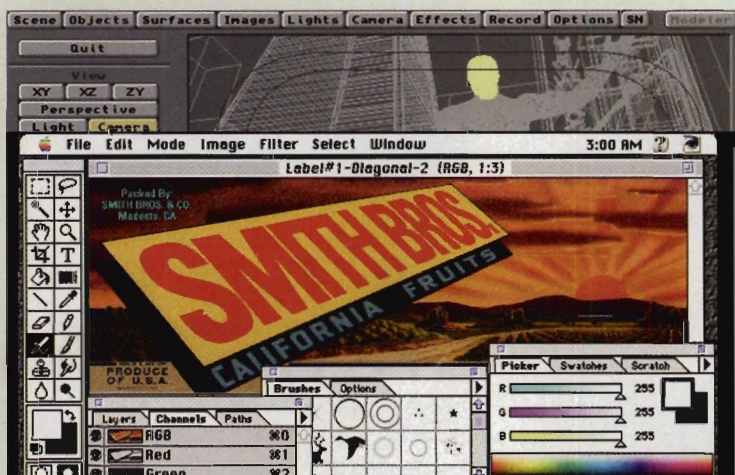 Scene Objects Surfaces Images Lights Camera Effects Record Options SN Modeler
Quit
View
XY XZ ZY
Perspective
Light Camera
File Edit Mode Image Filter Select Window 3:00 AM
Label#1-Diagonal-2 (RGB, 1:3)
Packed By:
SMITH BROS. & CO.
Maderts. CA
SMITH BROS.
CALIFORNIA FRUITS
PRODUCE
OF U.S.A.
T
Brushes Options
Picker Swatches Scratch
R 255
G 255
B 255
Layers Channels Paths
RGB ⌘0
Red ⌘1
Green ⌘2